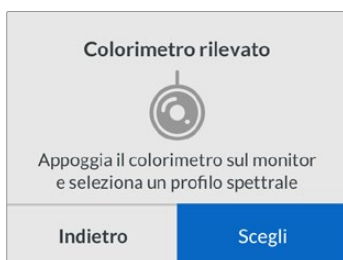 Colorimetro rilevato
Appoggia il colorimetro sul monitor
e seleziona un profilo spettrale
Indietro
Scegli